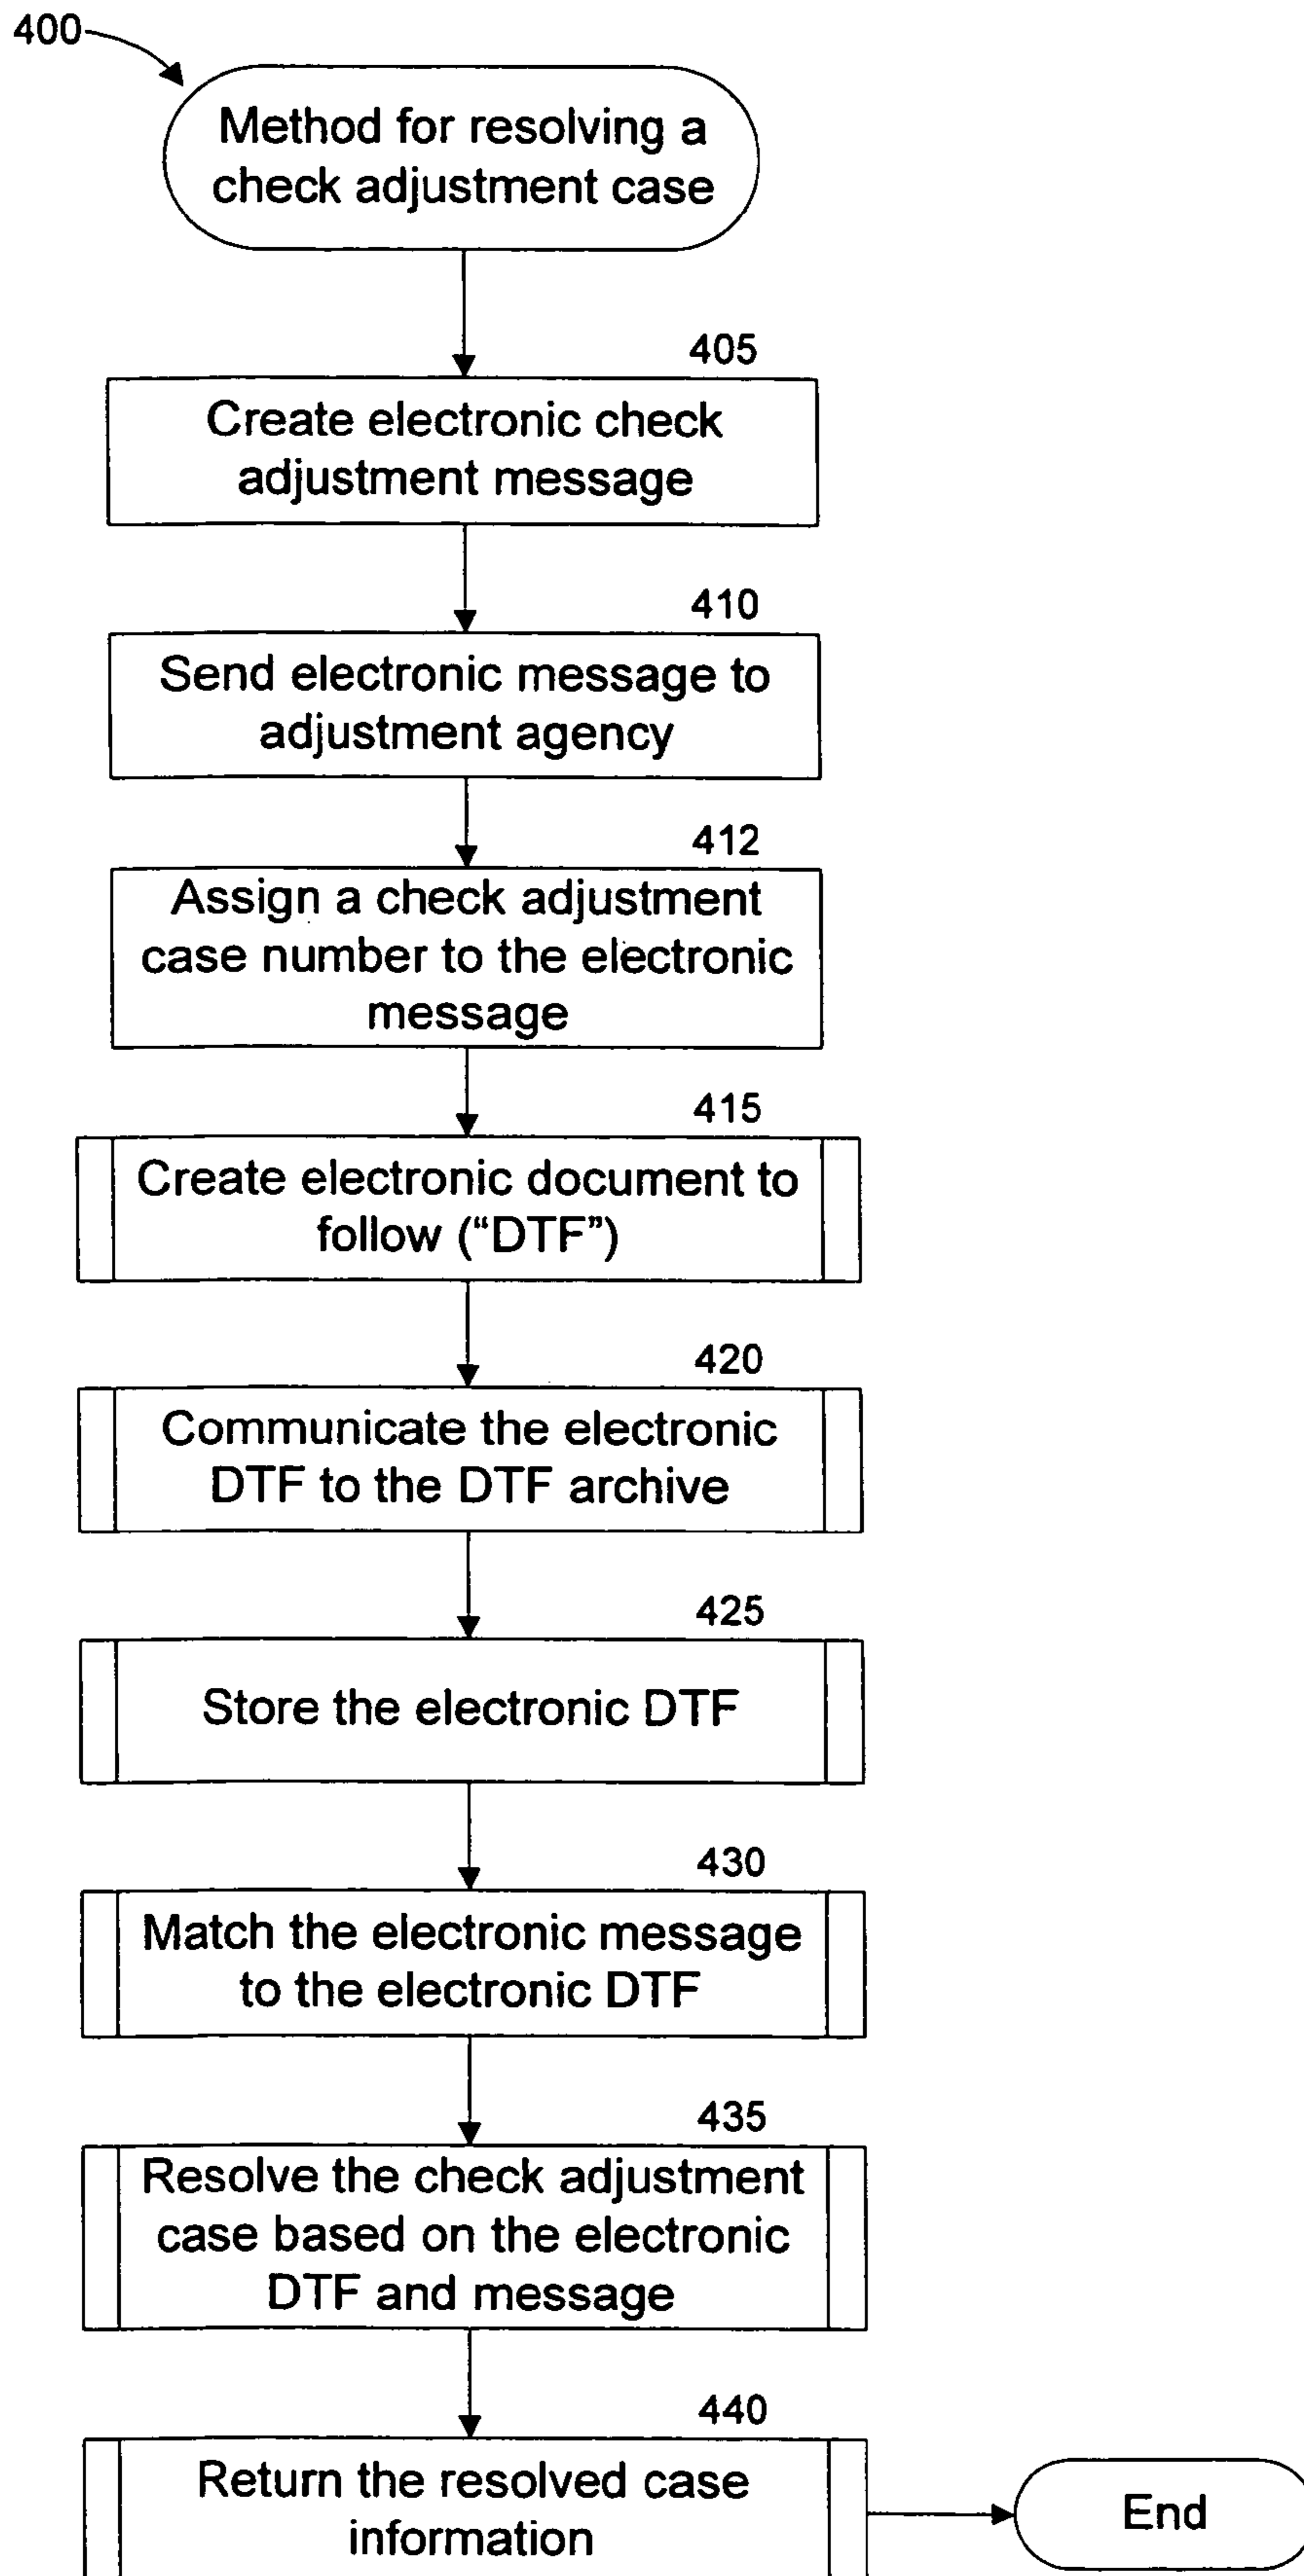 400
Method for resolving a
check adjustment case
405
Create electronic check
adjustment message
410
Send electronic message to
adjustment agency
412
Assign a check adjustment
case number to the electronic
message
415
Create electronic document to
follow (“DTF”)
420
Communicate the electronic
DTF to the DTF archive
425
Store the electronic DTF
430
Match the electronic message
to the electronic DTF
435
Resolve the check adjustment
case based on the electronic
DTF and message
440
Return the resolved case
information
End